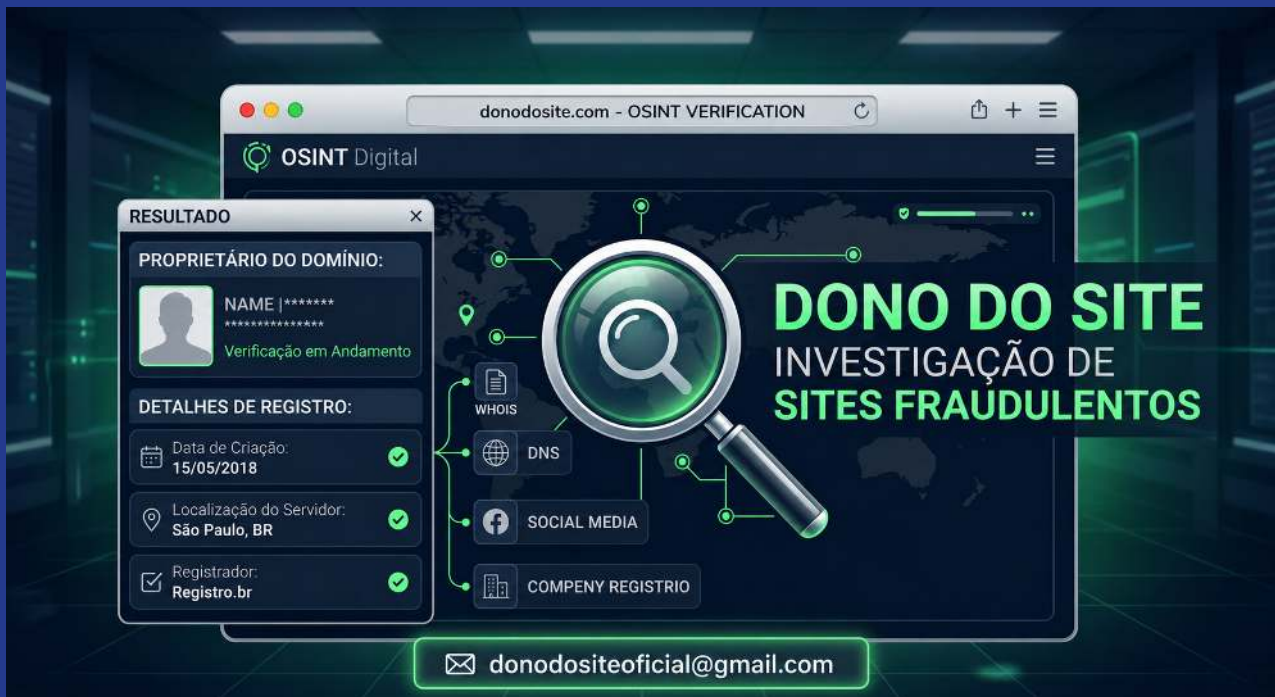 donodosite.com - OSINT VERIFICATION
OSINT Digital
RESULTADO
PROPRIETÁRIO DO DOMÍNIO:
NAME |*******
***************
Verificação em Andamento
DETALHES DE REGISTRO:
Data de Criação:
15/05/2018
Localização do Servidor:
São Paulo, BR
Registrador:
Registro.br
WHOIS
DNS
SOCIAL MEDIA
COMPENY REGISTRIO
DONO DO SITE
INVESTIGAÇÃO DE
SITES FRAUDULENTOS
donodositeoficial@gmail.com